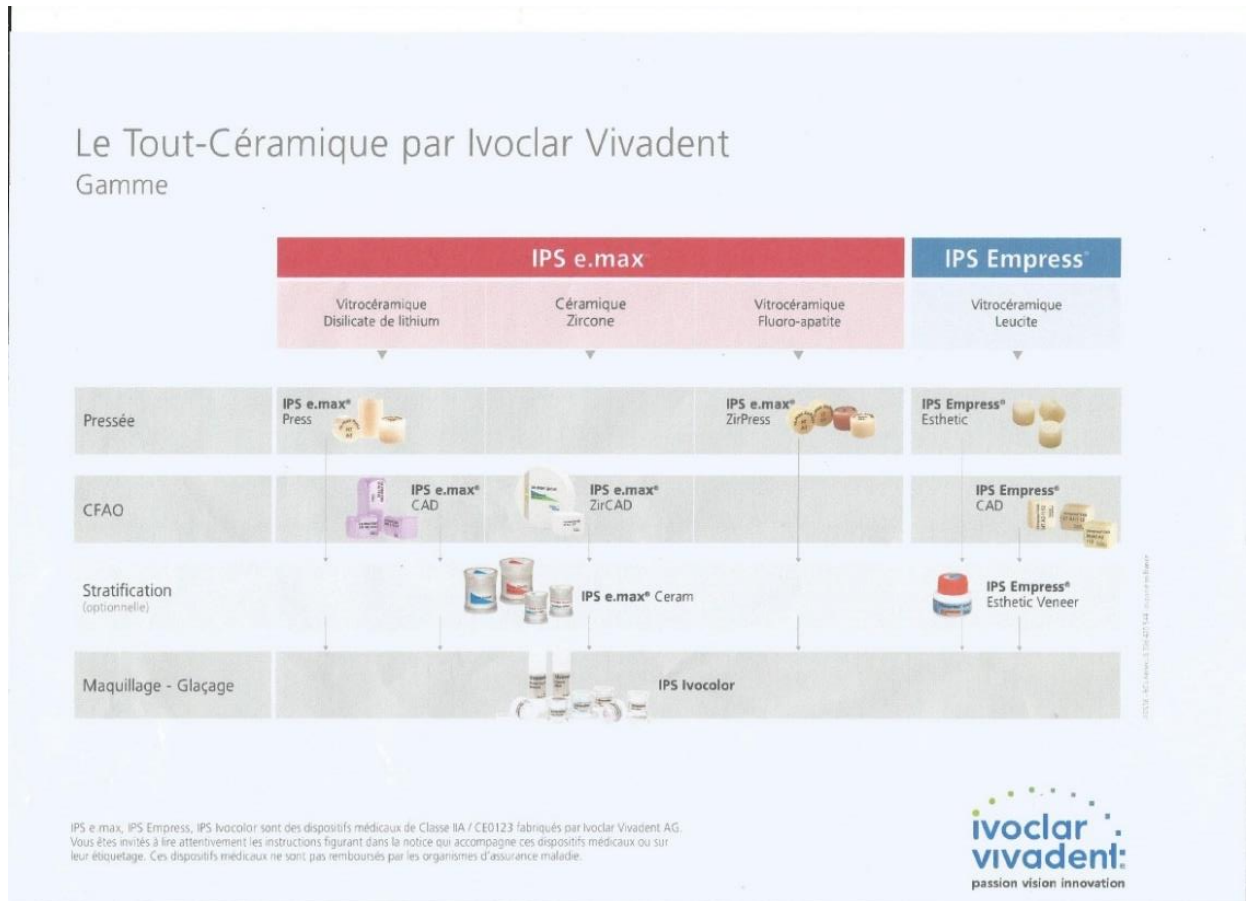 Le Tout-Céramique par Ivoclar Vivadent
Gamme
IPS e.max
IPS Empress®
Vitrocéramique
Disilicate de lithium
Céramique
Zircone
Vitrocéramique
Fluoro-apatite
Vitrocéramique
Leucite
Pressée
IPS e.max®
Press
IPS e.max®
ZirPress
IPS Empress®
Esthetic
CFAO
IPS e.max®
CAD
IPS e.max®
ZirCAD
IPS Empress®
CAD
Stratification
(optionnelle)
IPS e.max® Ceram
IPS Empress®
Esthetic Veneer
Maquillage - Glaçage
IPS Ivocolor
IPS e.max, IPS Empress, IPS Ivocolor sont des dispositifs médicaux de Classe IIA / CE0123 fabriqués par Ivoclar Vivadent AG.
Vous êtes invités à lire attentivement les instructions figurant dans la notice qui accompagne ces dispositifs médicaux ou sur
leur étiquetage. Ces dispositifs médicaux ne sont pas remboursés par les organismes d'assurance maladie.
ivoclar
vivadent:
passion vision innovation